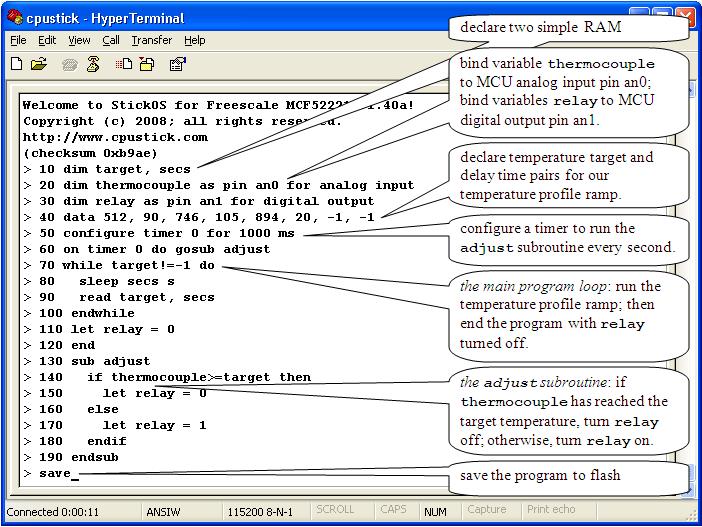 cpustick - HyperTerminal
File Edit View Call Transfer Help
Welcome to StickOS for Freescale 1.40a!
Copyright (c) 2008; all rights
http://www.cpustick.com
(checksum 0xb9ae)
> 10 dim target, secs
> 20 dim thermocouple as pin an0 for analog input
> 30 dim relay as pin an1 for digital output
> 40 data 512, 90, 746, 105, 894, 20, -1, -1
> 50 configure timer 0 for 1000 ms
> 60 on timer 0 do gosub adjust
> 70 while target!=-1 do
> 80   sleep secs s
> 90   read target, secs
> 100 endwhile
> 110 let relay = 0
> 120 end
> 130 sub adjust
> 140   if thermocouple>=target then
> 150     let relay = 0
> 160   else
> 170     let relay = 1
> 180   endif
> 190 endsub
> save_
declare two simple RAM
bind variable thermocouple
to MCU analog input pin an0;
bind variables relay to MCU
digital output pin an1.
declare temperature target and
delay time pairs for our
temperature profile ramp.
configure a timer to run the
adjust subroutine every second.
the main program loop: run the
temperature profile ramp; then
end the program with relay
turned off.
the adjust subroutine: if
thermocouple has reached the
target temperature, turn relay
off; otherwise, turn relay on.
save the program to flash
Connected 0:00:11 ANSIW 115200 8-N-1 SCROLL CAPS NUM Capture Print echo